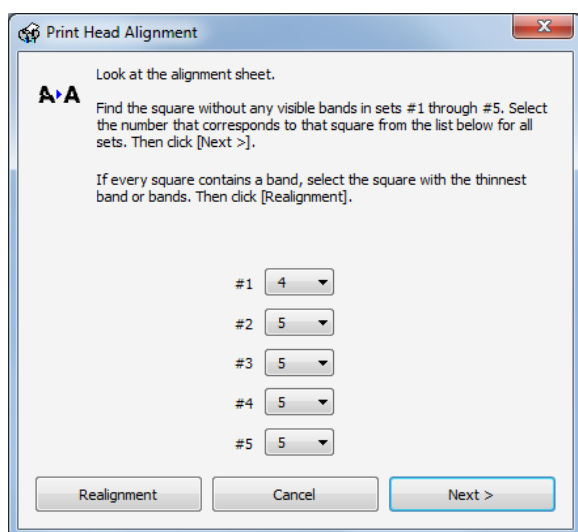 Print Head Alignment
Look at the alignment sheet.
A A
Find the square without any visible bands in sets #1 through #5. Select
the number that corresponds to that square from the list below for all
sets. Then click [Next >].
If every square contains a band, select the square with the thinnest
band or bands. Then click [Realignment].
#1 4
#2 5
#3 5
#4 5
#5 5
Realignment Cancel Next >